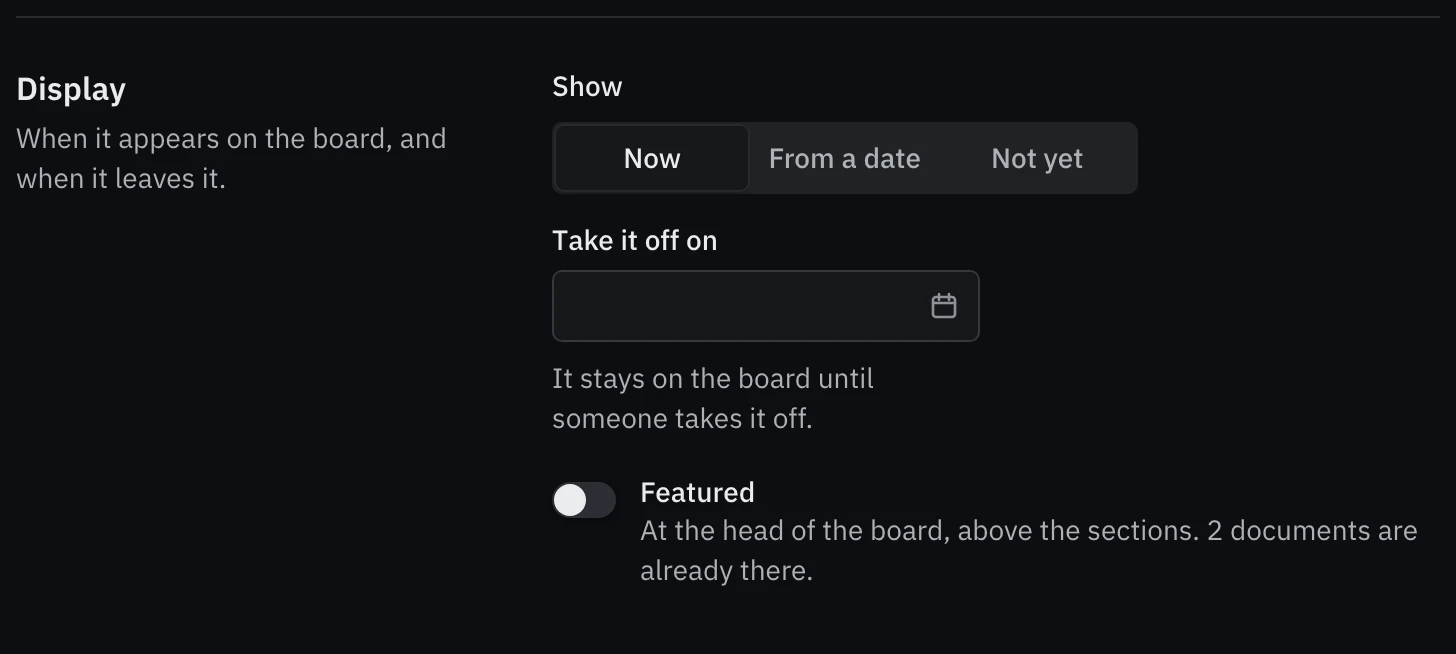 Display
When it appears on the board, and
when it leaves it.
Show
Now
From a date
Not yet
Take it off on
It stays on the board until
someone takes it off.
Featured
At the head of the board, above the sections. 2 documents are
already there.